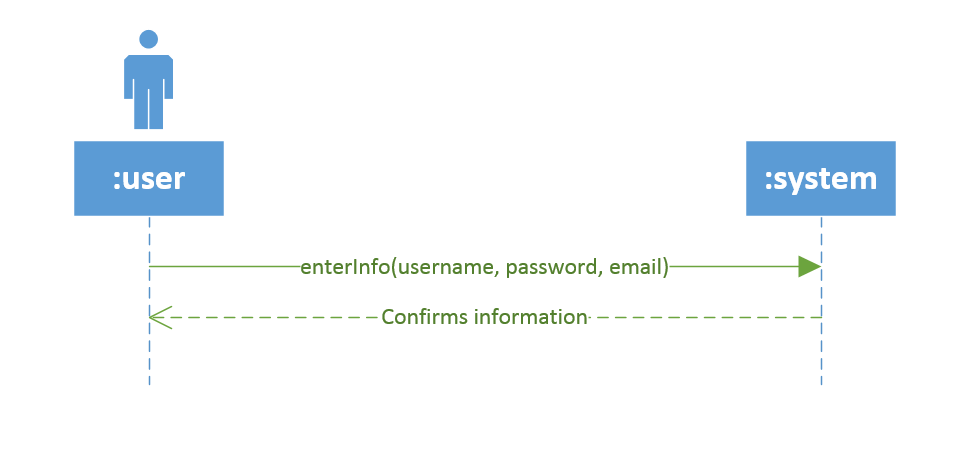 :user
:system
enterInfo(username, password, email)
Confirms information